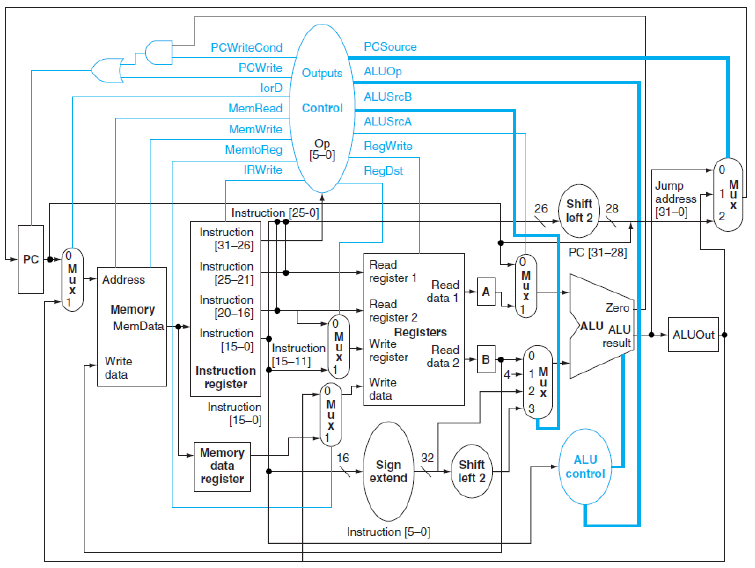 PCWriteCond
PCWrite
IorD
MemRead
MemWrite
MemtoReg
IRWrite
Outputs
Control
Op
[5–0]
PCSource
ALUOp
ALUSrcB
ALUSrcA
RegWrite
RegDst
PC
0
M
u
x
1
Address
Memory
MemData
Write
data
Instruction [25-0]
Instruction
[31–26]
Instruction
[25–21]
Instruction
[20–16]
Instruction
[15–0]
Instruction
register
Instruction
[15–0]
Memory
data
register
Instruction
[15–11]
0
M
u
x
1
0
M
u
x
1
Read
register 1
Read
register 2
Registers
Write
register
Write
data
Read
data 1
Read
data 2
A
B
16
Sign
extend
32
Shift
left 2
Instruction [5–0]
0
M
u
x
1
4
0
1
2
3
M
u
x
26
Shift
left 2
28
Jump
address
[31–0]
PC [31–28]
Zero
ALU
ALU
result
ALUOut
ALU
control
0
1
2
M
u
x